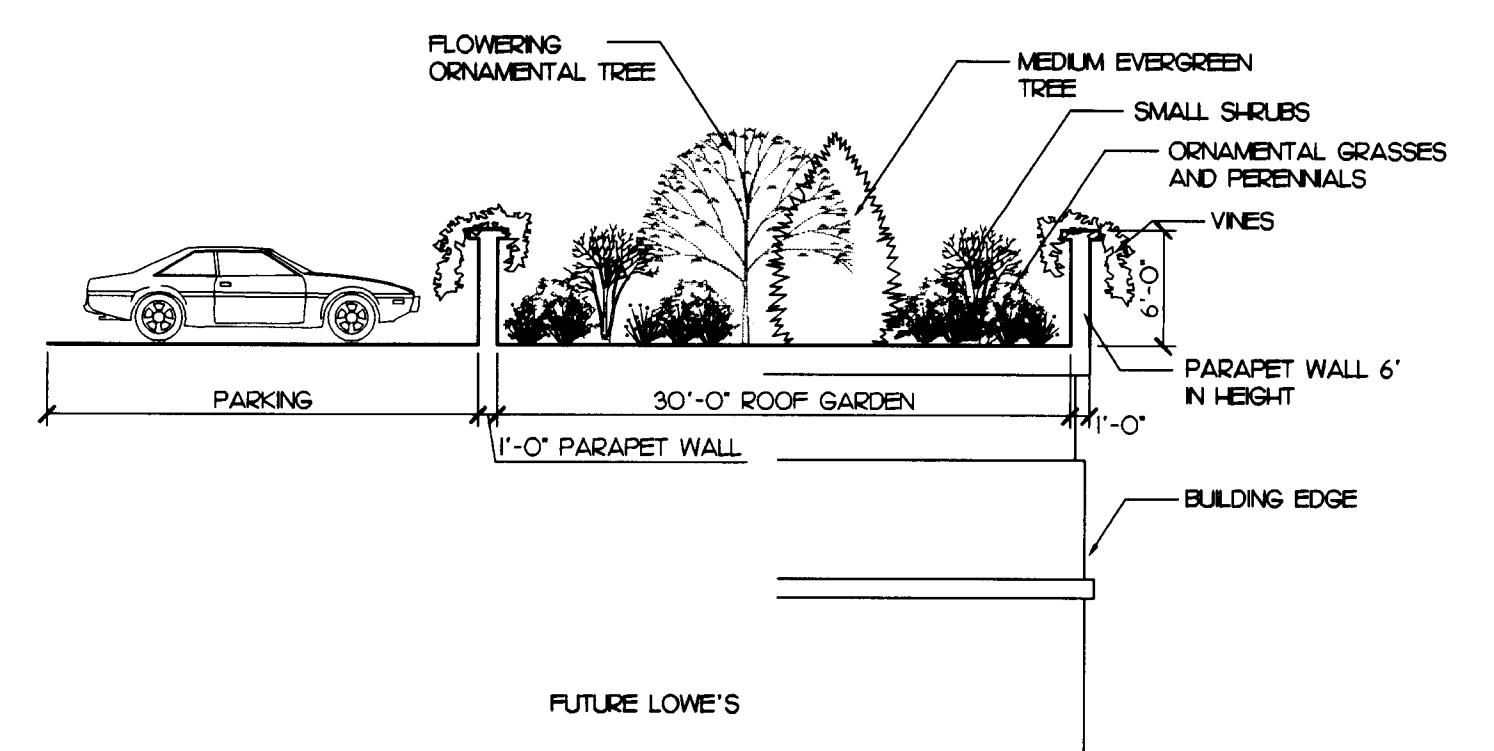 FLOWERING
ORNAMENTAL TREE
MEDIUM EVERGREEN
TREE
SMALL SHRUBS
ORNAMENTAL GRASSES
AND PERENNIALS
VINES
6'-0"
PARAPET WALL 6'
IN HEIGHT
PARKING
30'-0" ROOF GARDEN
1'-0"
1'-0" PARAPET WALL
BUILDING EDGE
FUTURE LOWE'S